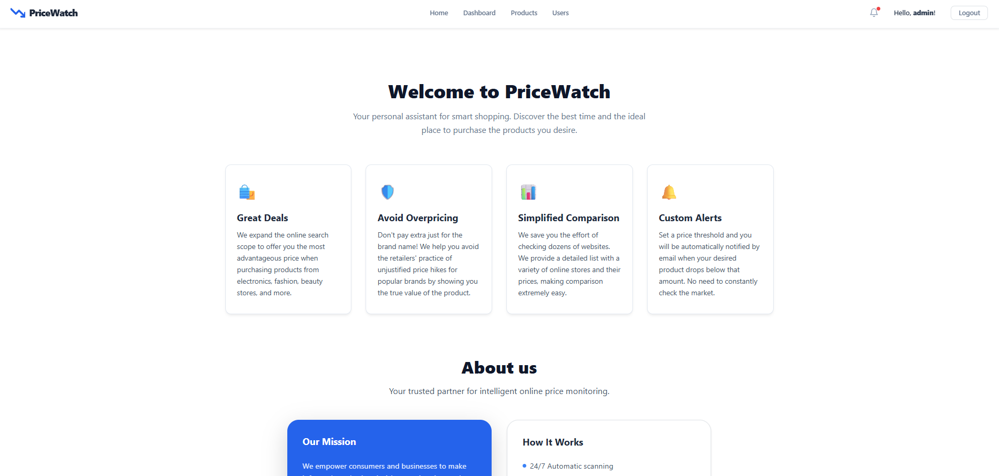 PriceWatch
Home
Dashboard
Products
Users
Hello, admin!
Logout
Welcome to PriceWatch
Your personal assistant for smart shopping. Discover the best time and the ideal
place to purchase the products you desire.
Great Deals
We expand the online search
scope to offer you the most
advantageous price when
purchasing products from
electronics, fashion, beauty
stores, and more.
Avoid Overpricing
Don't pay extra just for the
brand name! We help you avoid
the retailers' practice of
unjustified price hikes for
popular brands by showing you
the true value of the product.
Simplified Comparison
We save you the effort of
checking dozens of websites.
We provide a detailed list with a
variety of online stores and their
prices, making comparison
extremely easy.
Custom Alerts
Set a price threshold and you
will be automatically notified by
email when your desired
product drops below that
amount. No need to constantly
check the market.
About us
Your trusted partner for intelligent online price monitoring.
Our Mission
We empower consumers and businesses to make
How It Works
24/7 Automatic scanning